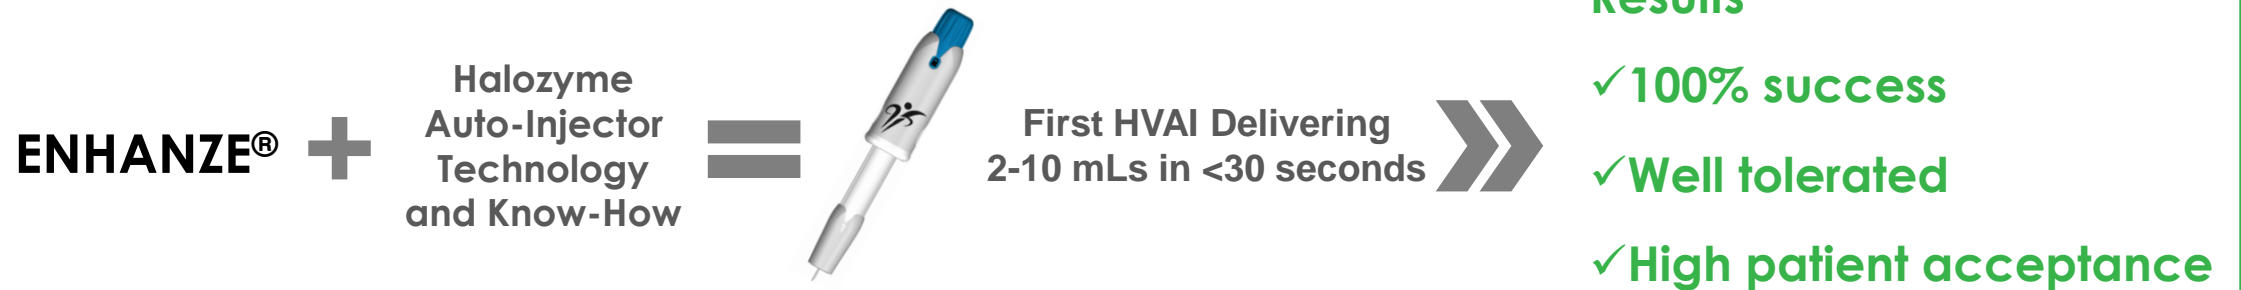 ENHANZE®
+
Halozyme
Auto-Injector
Technology
and Know-How
=
First HVAI Delivering
2-10 mLs in <30 seconds
Results
✓100% success
✓Well tolerated
✓High patient acceptance